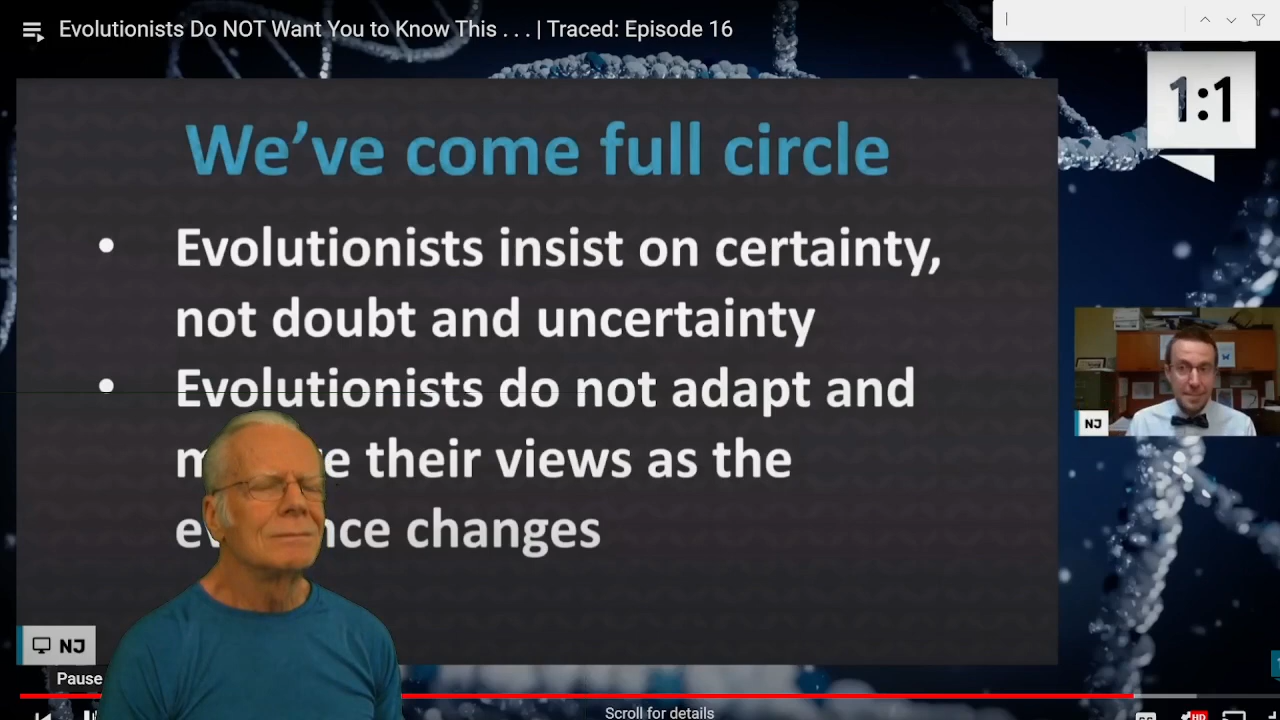 Evolutionists Do NOT Want You to Know This . . . | Traced: Episode 16
1:1
We've come full circle
• Evolutionists insist on certainty,
not doubt and uncertainty
• Evolutionists do not adapt and
their views as the
changes
NJ
NJ
Pause
Scroll for details
HD